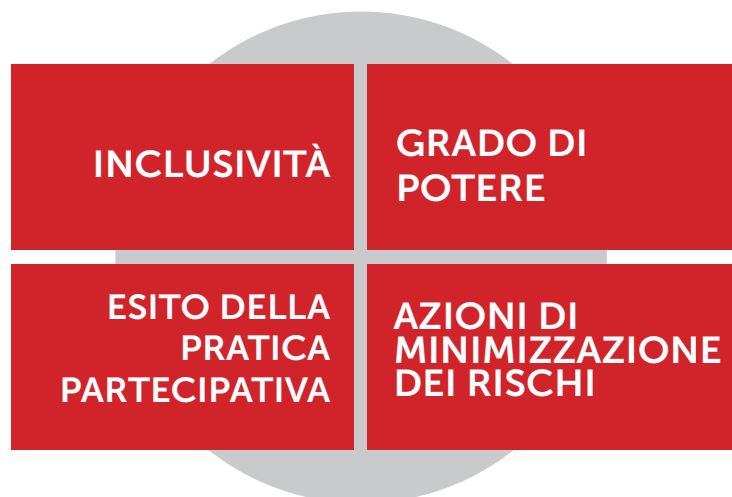 INCLUSIVITÀ
GRADO DI
POTERE
ESITO DELLA
PRATICA
PARTECIPATIVA
AZIONI DI
MINIMIZZAZIONE
DEI RISCHI